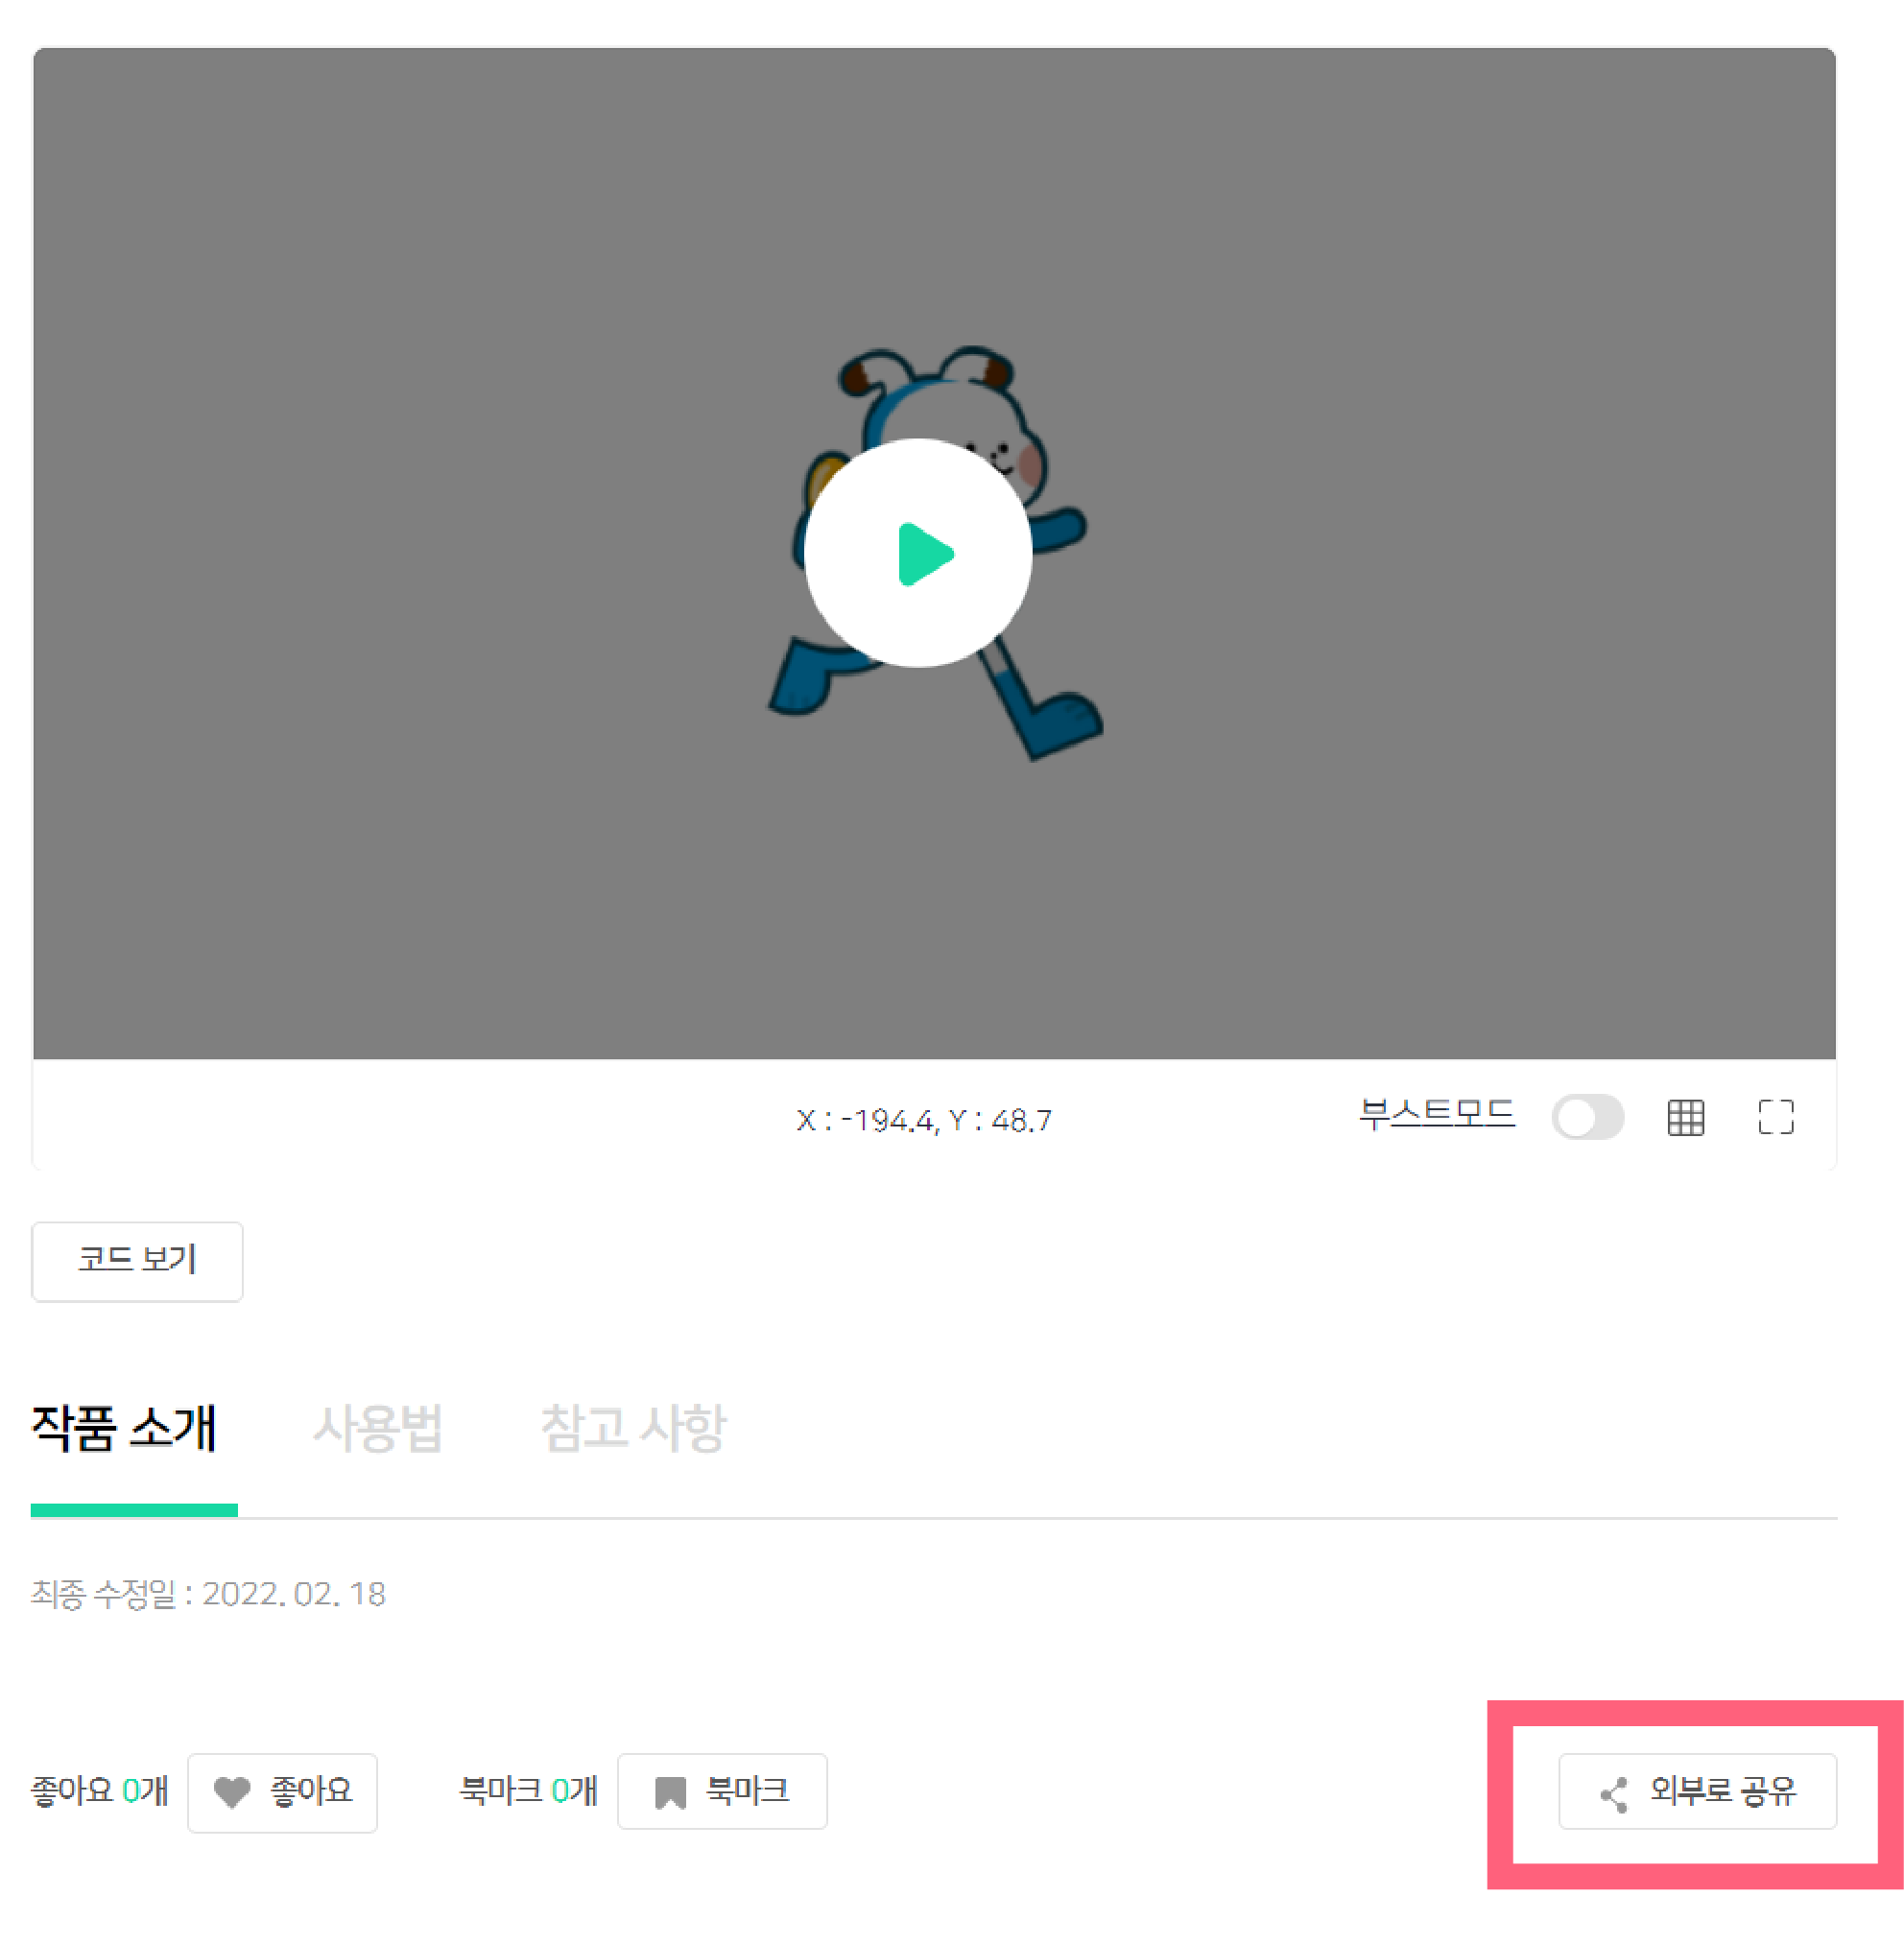 X : -194.4, Y : 48.7 부스트모드
코드 보기
작품 소개 사용법 참고 사항
최종 수정일 : 2022. 02. 18
좋아요 0개 좋아요 북마크 0개 북마크 외부로 공유